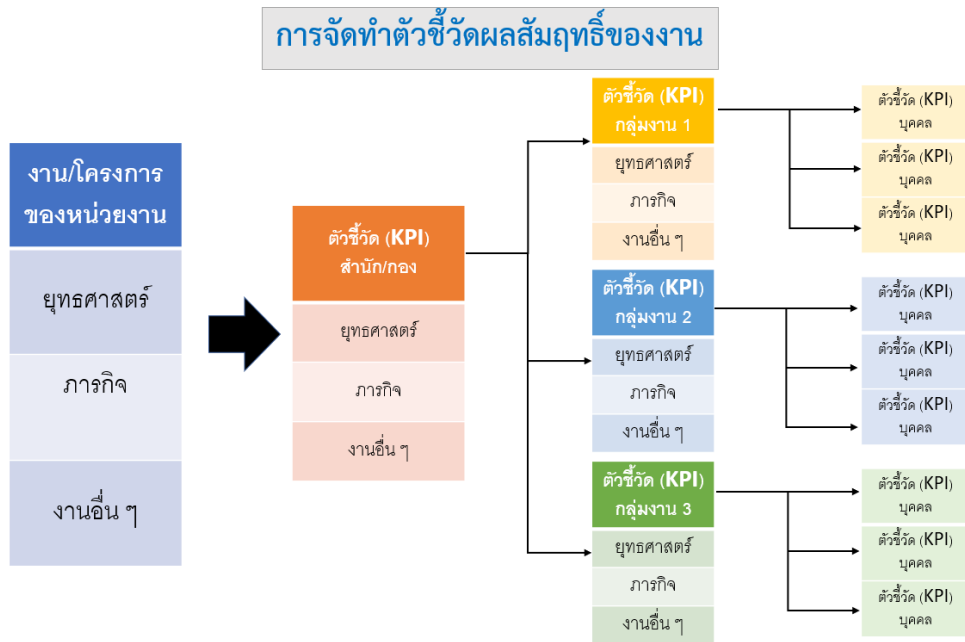 การจัดทำตัวชี้วัดผลสัมฤทธิ์ของงาน
งาน/โครงการ
ของหน่วยงาน
ยุทธศาสตร์
ภารกิจ
งานอื่น ๆ
ตัวชี้วัด (KPI)
สำนัก/กอง
ยุทธศาสตร์
ภารกิจ
งานอื่น ๆ
ตัวชี้วัด (KPI)
กลุ่มงาน 1
ยุทธศาสตร์
ภารกิจ
งานอื่น ๆ
ตัวชี้วัด (KPI)
บุคคล
ตัวชี้วัด (KPI)
บุคคล
ตัวชี้วัด (KPI)
บุคคล
ตัวชี้วัด (KPI)
กลุ่มงาน 2
ยุทธศาสตร์
ภารกิจ
งานอื่น ๆ
ตัวชี้วัด (KPI)
บุคคล
ตัวชี้วัด (KPI)
บุคคล
ตัวชี้วัด (KPI)
บุคคล
ตัวชี้วัด (KPI)
กลุ่มงาน 3
ยุทธศาสตร์
ภารกิจ
งานอื่น ๆ
ตัวชี้วัด (KPI)
บุคคล
ตัวชี้วัด (KPI)
บุคคล
ตัวชี้วัด (KPI)
บุคคล